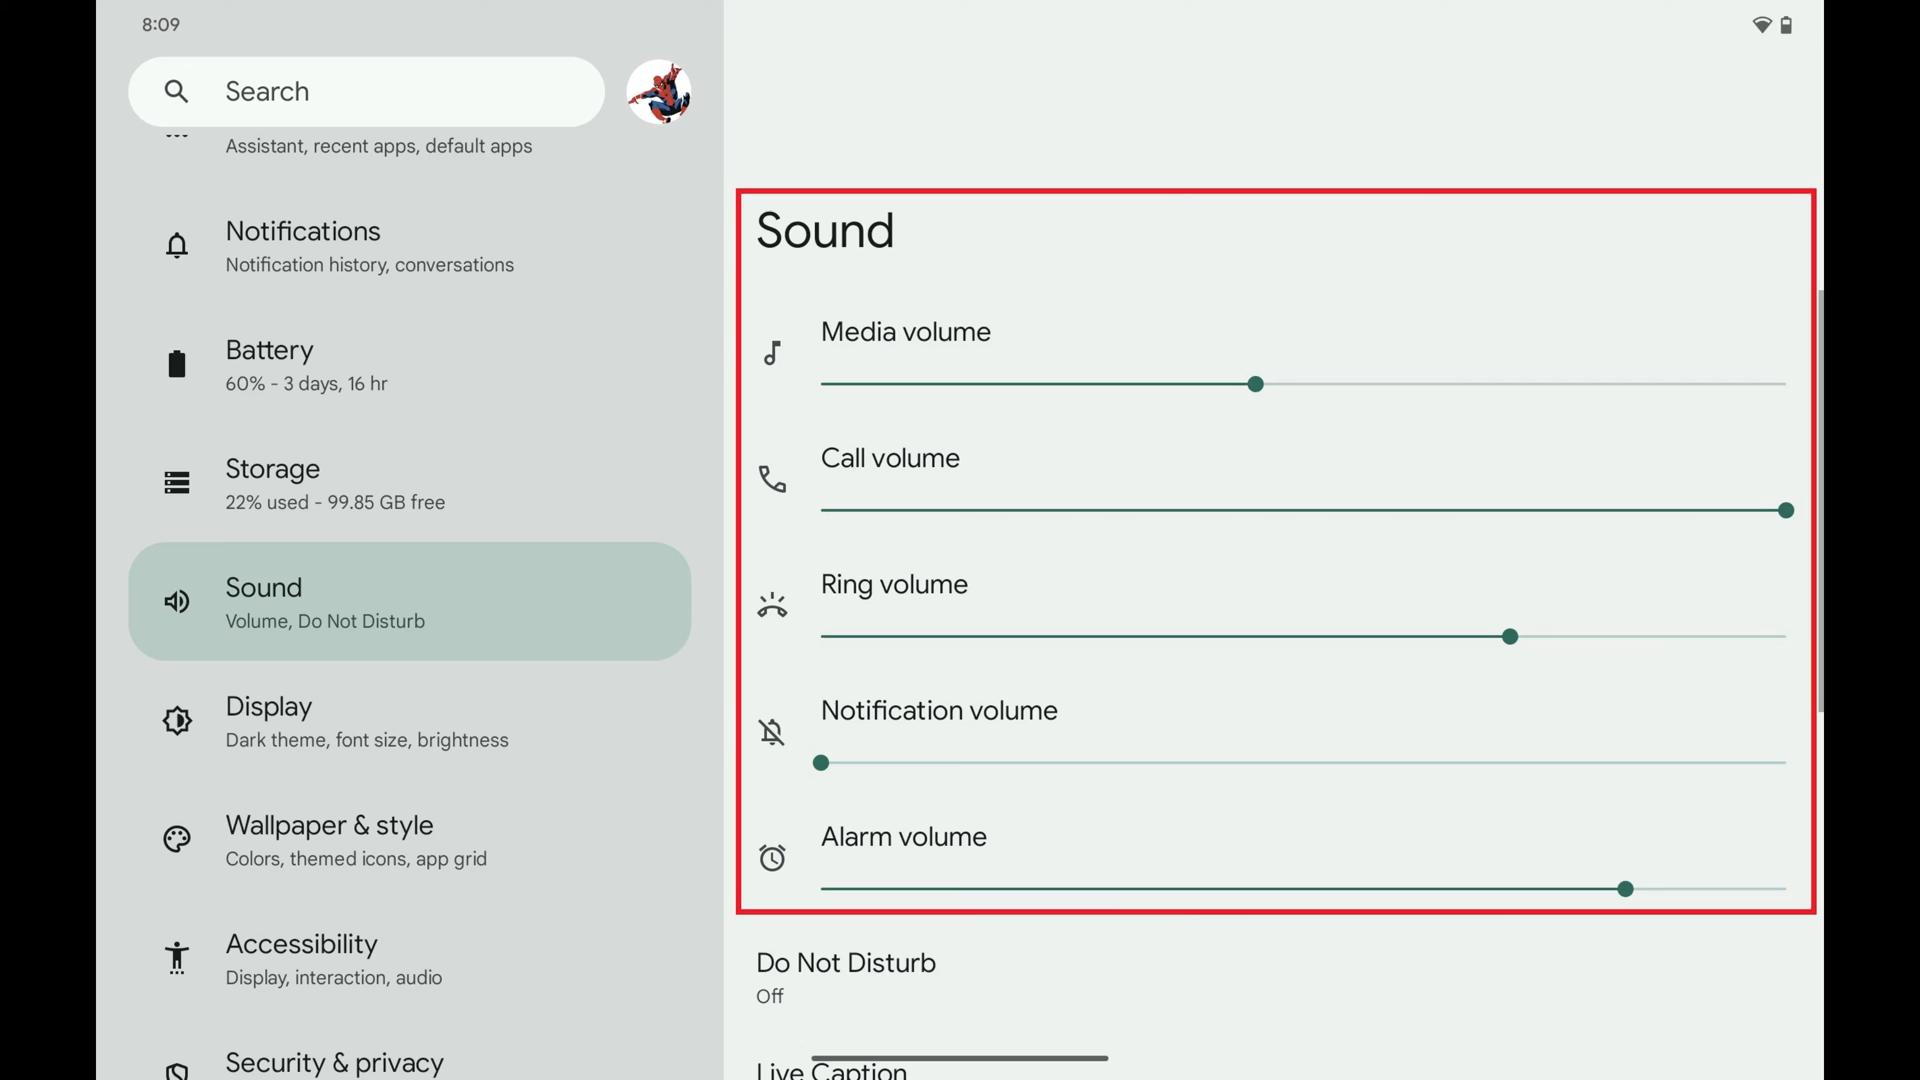 8:09
Search
Assistant, recent apps, default apps
Notifications
Notification history, conversations
Battery
60% - 3 days, 16 hr
Storage
22% used - 99.85 GB free
Sound
Volume, Do Not Disturb
Display
Dark theme, font size, brightness
Wallpaper & style
Colors, themed icons, app grid
Accessibility
Display, interaction, audio
Security & privacy
Sound
Media volume
Call volume
Ring volume
Notification volume
Alarm volume
Do Not Disturb
Off
Live Caption